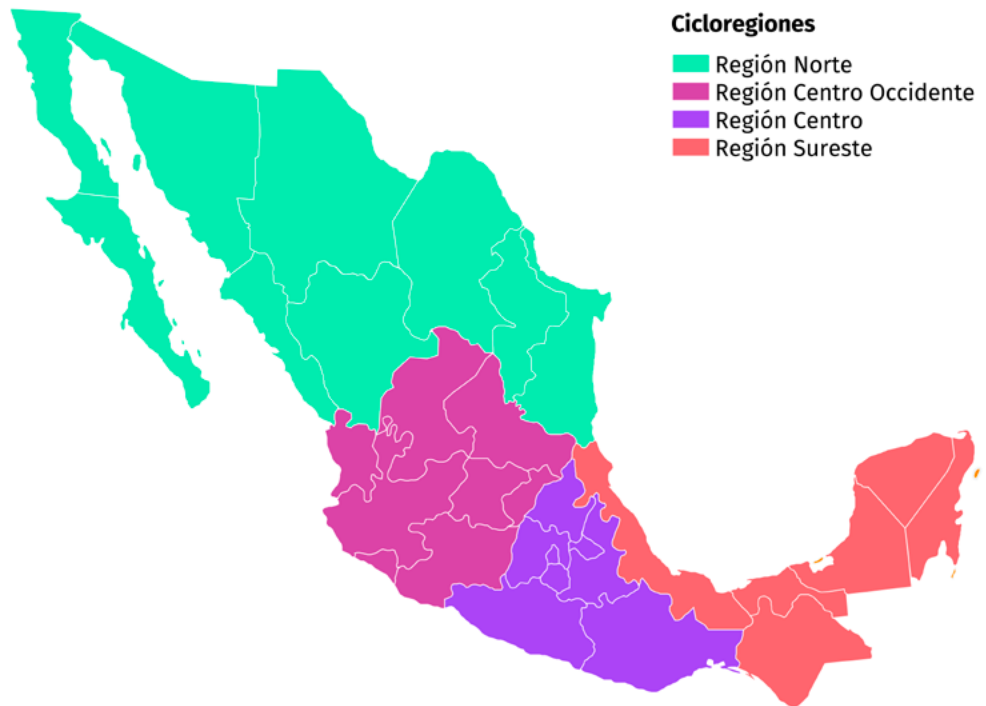 Cicloregiones
Región Norte
Región Centro Occidente
Región Centro
Región Sureste